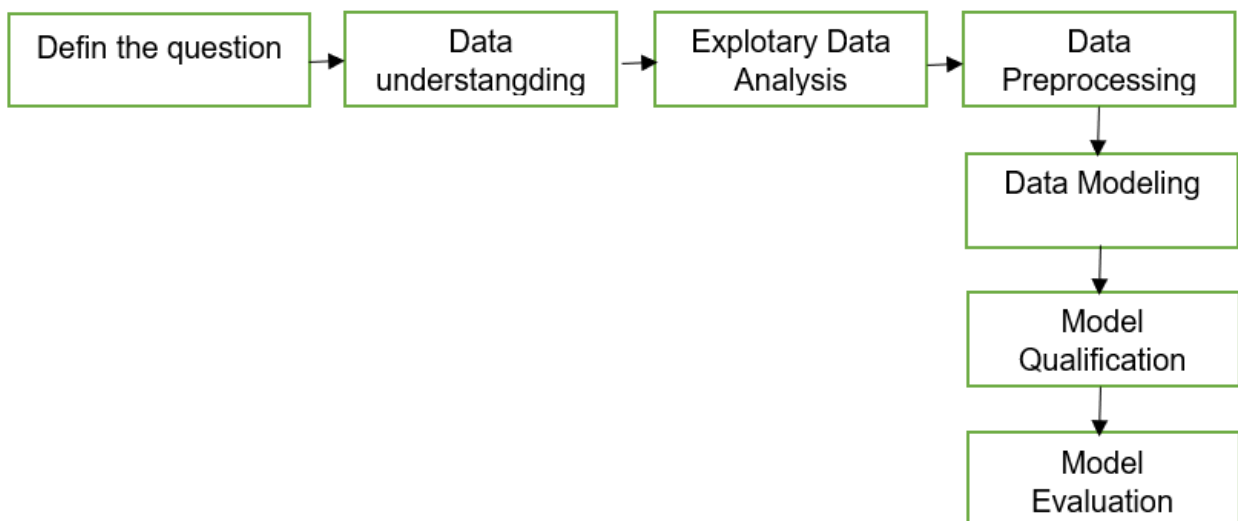 Defin the question
Data
understangding
Explotary Data
Analysis
Data
Preprocessing
Data Modeling
Model
Qualification
Model
Evaluation